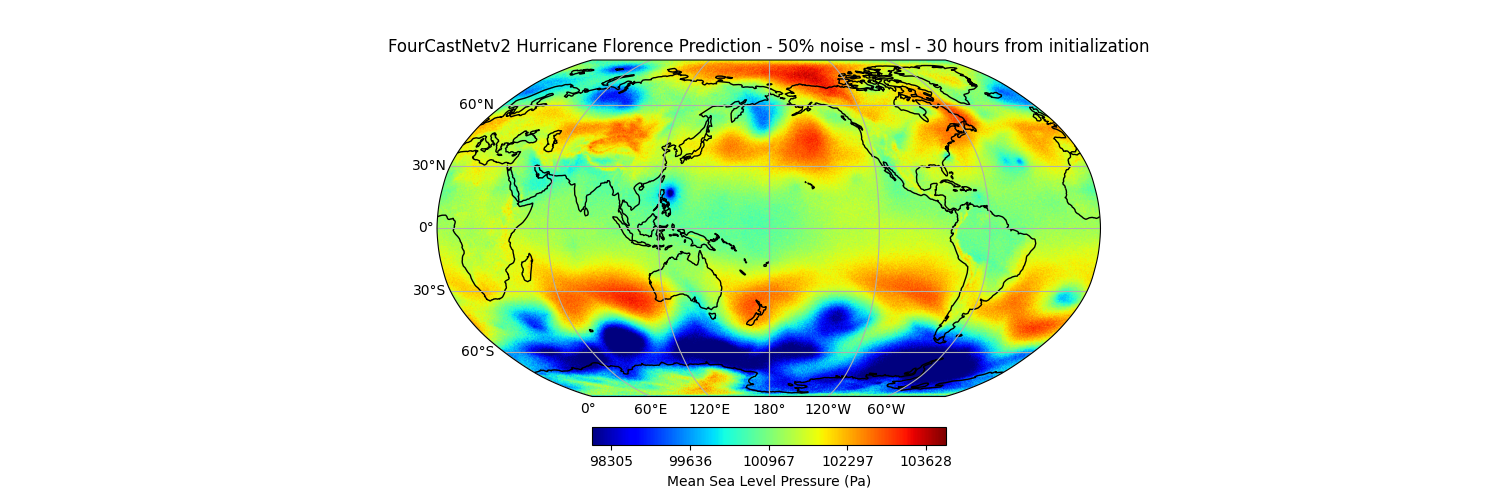 FourCastNetv2 Hurricane Florence Prediction - 50% noise - msl - 30 hours from initialization
60°N
30°N
0°
30°S
60°S
0° 60°E 120°E 180° 120°W 60°W
98305 99636 100967 102297 103628
Mean Sea Level Pressure (Pa)